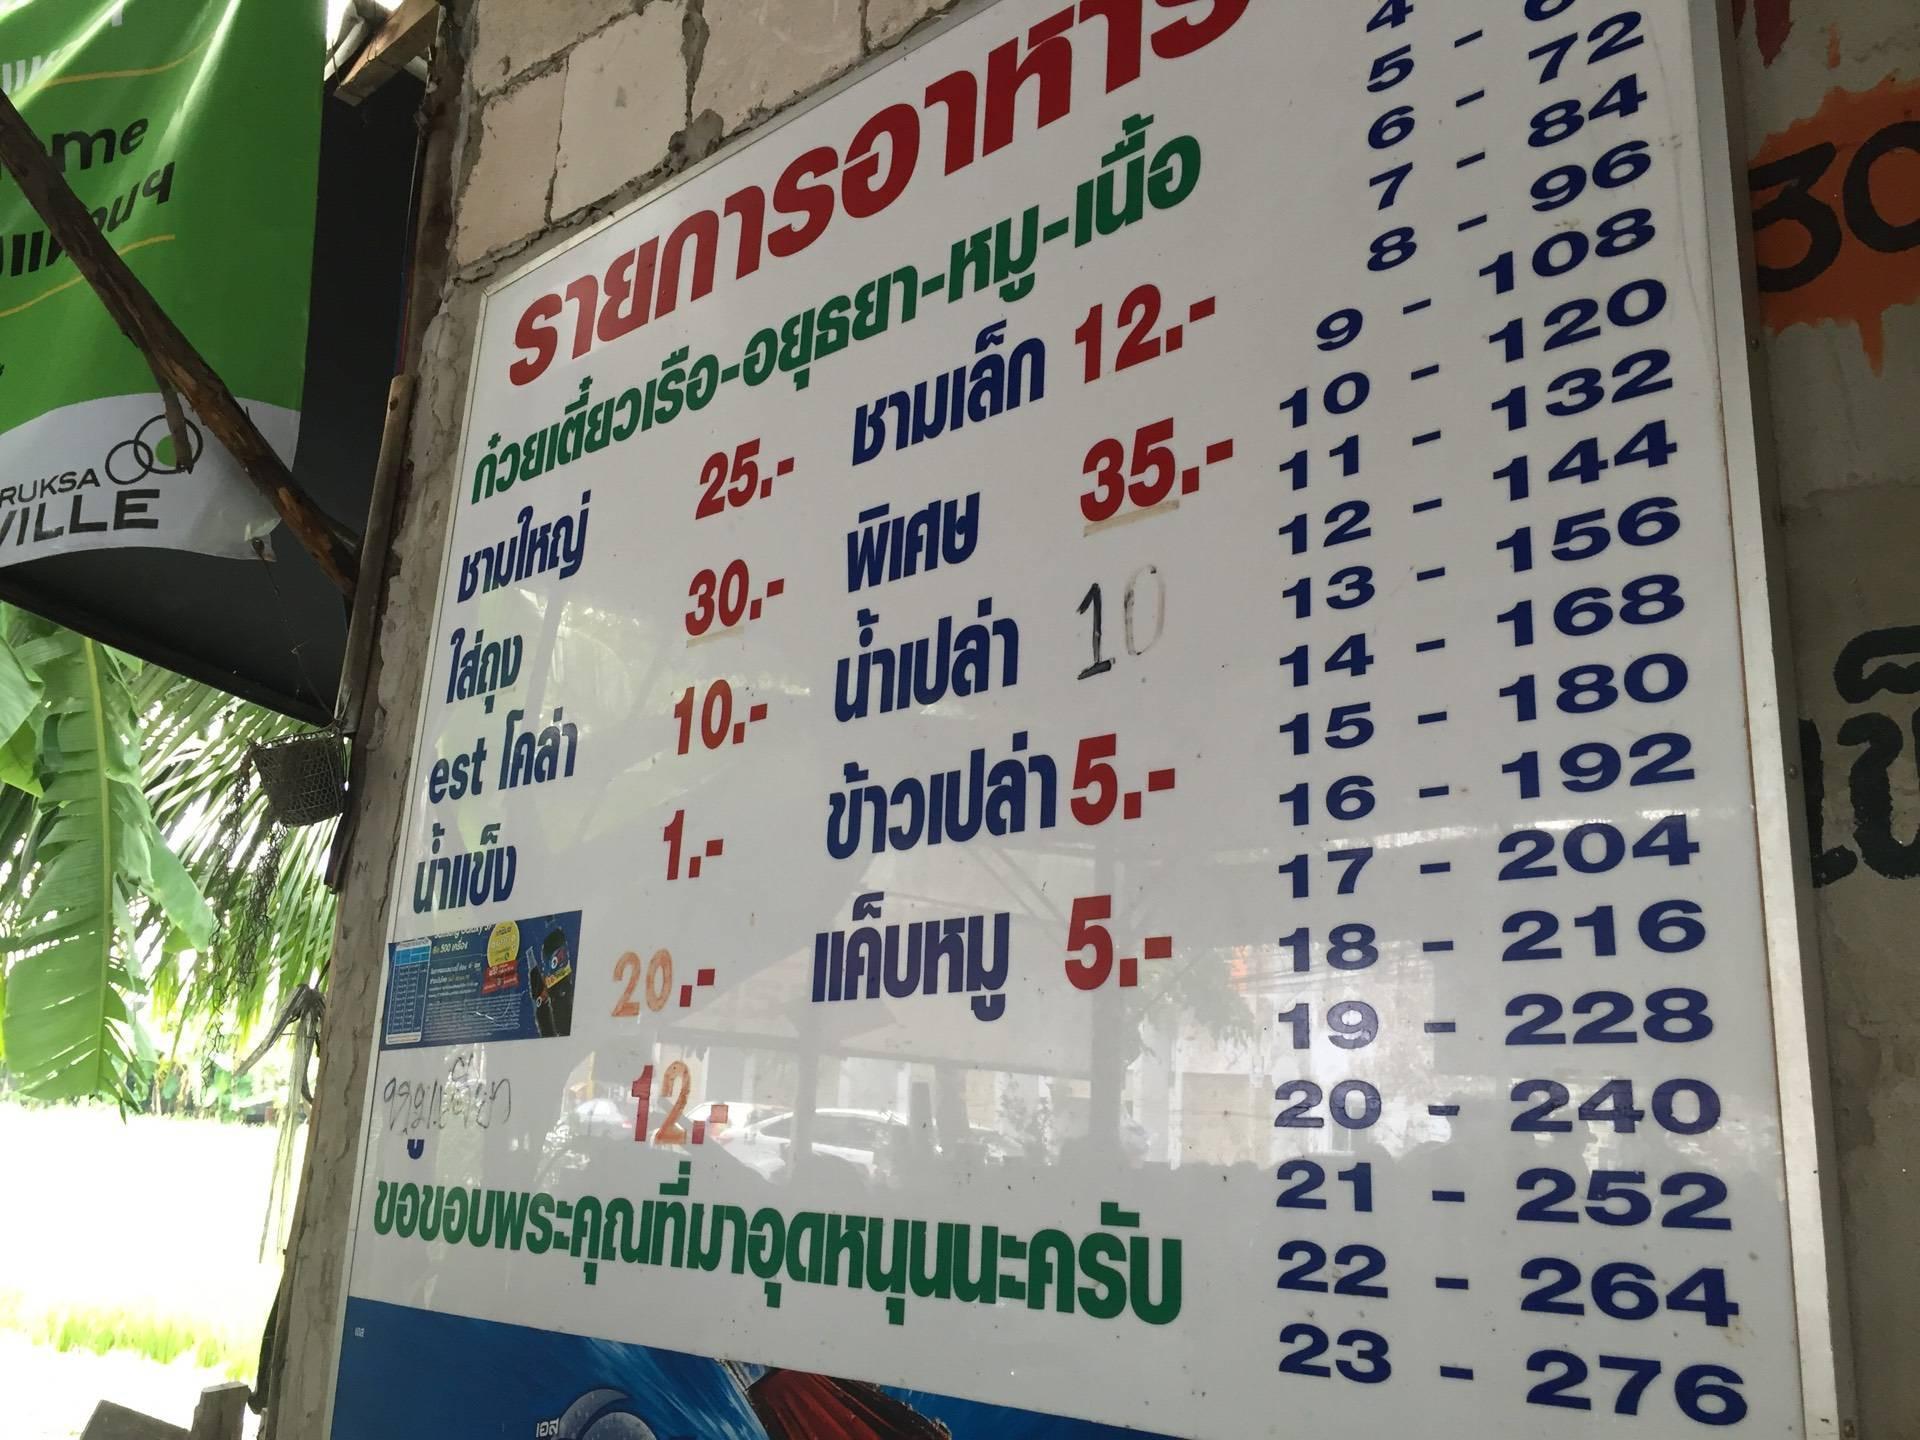 ome
PRUKSA
VILLE
รายการอาหาร
ก๋วยเตี๋ยวเรือ-อยุธยา-หมู-เนื้อ
ชามเล็ก 12.-
ชามใหญ่ 25.-
พิเศษ 35.-
ใส่ถุง 30.-
น้ำเปล่า 10
est โคล่า 10.-
ข้าวเปล่า 5.-
น้ำแข็ง 1.-
แค็บหมู 5.-
20.-
12.-
ขอขอบพระคุณที่มาอุดหนุนนะครับ
เอส
5 - 72
6 - 84
7 - 96
8 - 108
9 - 120
10 - 132
11 - 144
12 - 156
13 - 168
14 - 180
15 - 192
16 - 204
17 - 216
18 - 228
19 - 240
20 - 252
21 - 264
22 - 276
23
30